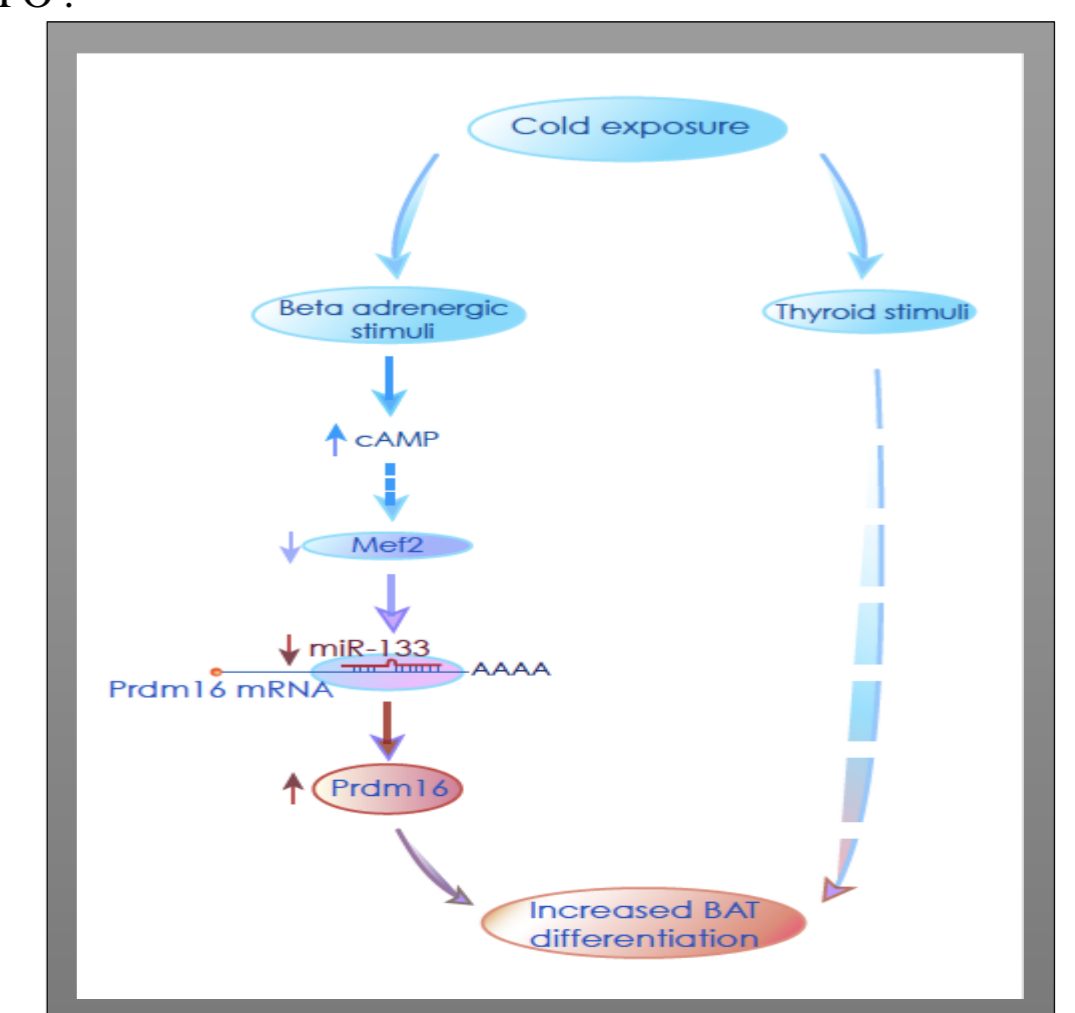 Cold exposure
Beta adrenergic
stimuli
Thyroid stimuli
cAMP
Mef2
miR-133
AAAA
Prdm16 mRNA
Prdm16
Increased BAT
differentiation